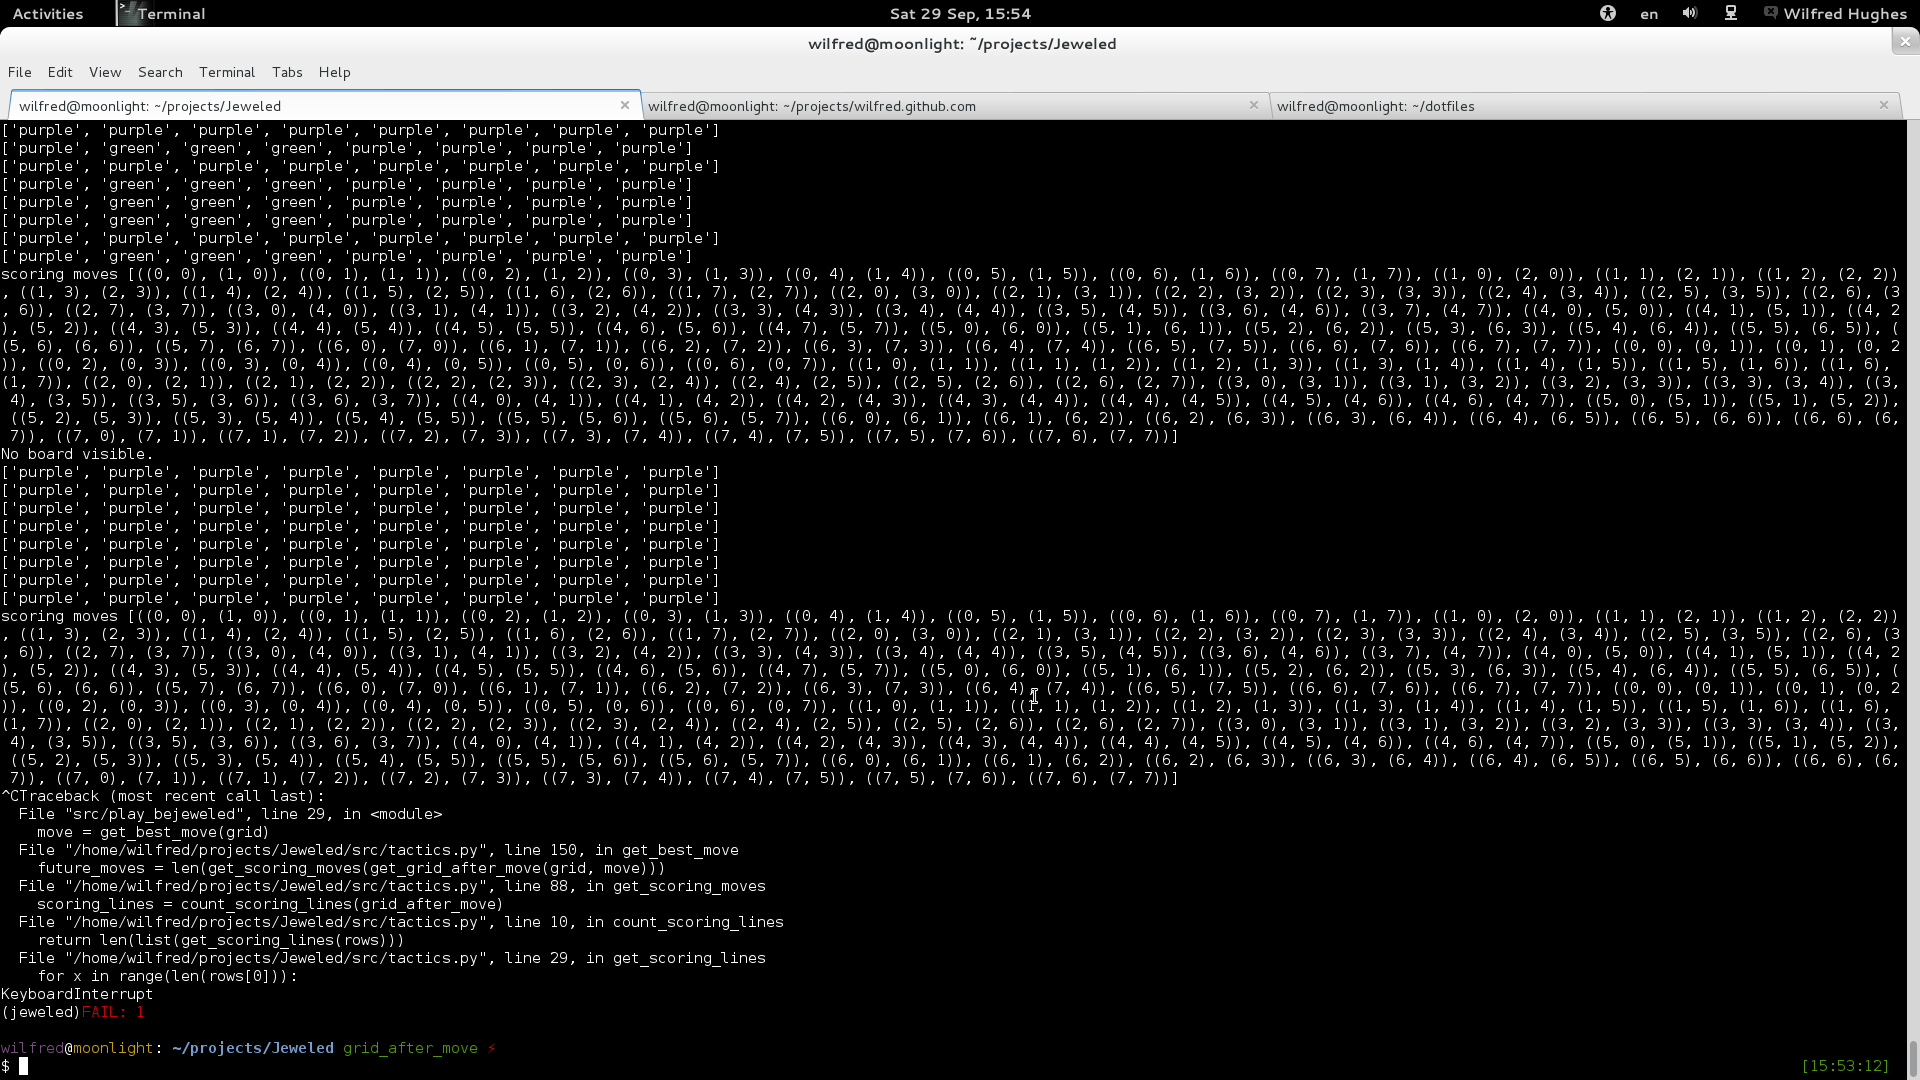 Activities Terminal Sat 29 Sep, 15:54 en Wilfred Hughes
wilfred@moonlight: ~/projects/Jeweled
File Edit View Search Terminal Tabs Help
wilfred@moonlight: ~/projects/Jeweled wilfred@moonlight: ~/projects/wilfred.github.com wilfred@moonlight: ~/dotfiles
['purple', 'purple', 'purple', 'purple', 'purple', 'purple', 'purple', 'purple']
['purple', 'green', 'green', 'green', 'purple', 'purple', 'purple', 'purple']
['purple', 'purple', 'purple', 'purple', 'purple', 'purple', 'purple', 'purple']
['purple', 'green', 'green', 'green', 'purple', 'purple', 'purple', 'purple']
['purple', 'green', 'green', 'green', 'purple', 'purple', 'purple', 'purple']
['purple', 'green', 'green', 'green', 'purple', 'purple', 'purple', 'purple']
['purple', 'purple', 'purple', 'purple', 'purple', 'purple', 'purple', 'purple']
['purple', 'green', 'green', 'green', 'purple', 'purple', 'purple', 'purple']
scoring moves [((0, 0), (1, 0)), ((0, 1), (1, 1)), ((0, 2), (1, 2)), ((0, 3), (1, 3)), ((0, 4), (1, 4)), ((0, 5), (1, 5)), ((0, 6), (1, 6)), ((0, 7), (1, 7)), ((1, 0), (2, 0)), ((1, 1), (2, 1)), ((1, 2), (2, 2))
, ((1, 3), (2, 3)), ((1, 4), (2, 4)), ((1, 5), (2, 5)), ((1, 6), (2, 6)), ((1, 7), (2, 7)), ((2, 0), (3, 0)), ((2, 1), (3, 1)), ((2, 2), (3, 2)), ((2, 3), (3, 3)), ((2, 4), (3, 4)), ((2, 5), (3, 5)), ((2, 6), (3
, 6)), ((2, 7), (3, 7)), ((3, 0), (4, 0)), ((3, 1), (4, 1)), ((3, 2), (4, 2)), ((3, 3), (4, 3)), ((3, 4), (4, 4)), ((3, 5), (4, 5)), ((3, 6), (4, 6)), ((3, 7), (4, 7)), ((4, 0), (5, 0)), ((4, 1), (5, 1)), ((4, 2
), (5, 2)), ((4, 3), (5, 3)), ((4, 4), (5, 4)), ((4, 5), (5, 5)), ((4, 6), (5, 6)), ((4, 7), (5, 7)), ((5, 0), (6, 0)), ((5, 1), (6, 1)), ((5, 2), (6, 2)), ((5, 3), (6, 3)), ((5, 4), (6, 4)), ((5, 5), (6, 5)), (
(5, 6), (6, 6)), ((5, 7), (6, 7)), ((6, 0), (7, 0)), ((6, 1), (7, 1)), ((6, 2), (7, 2)), ((6, 3), (7, 3)), ((6, 4), (7, 4)), ((6, 5), (7, 5)), ((6, 6), (7, 6)), ((6, 7), (7, 7)), ((0, 0), (0, 1)), ((0, 1), (0, 2
)), ((0, 2), (0, 3)), ((0, 3), (0, 4)), ((0, 4), (0, 5)), ((0, 5), (0, 6)), ((0, 6), (0, 7)), ((1, 0), (1, 1)), ((1, 1), (1, 2)), ((1, 2), (1, 3)), ((1, 3), (1, 4)), ((1, 4), (1, 5)), ((1, 5), (1, 6)), ((1, 6),
(1, 7)), ((2, 0), (2, 1)), ((2, 1), (2, 2)), ((2, 2), (2, 3)), ((2, 3), (2, 4)), ((2, 4), (2, 5)), ((2, 5), (2, 6)), ((2, 6), (2, 7)), ((3, 0), (3, 1)), ((3, 1), (3, 2)), ((3, 2), (3, 3)), ((3, 3), (3, 4)), ((3,
4), (3, 5)), ((3, 5), (3, 6)), ((3, 6), (3, 7)), ((4, 0), (4, 1)), ((4, 1), (4, 2)), ((4, 2), (4, 3)), ((4, 3), (4, 4)), ((4, 4), (4, 5)), ((4, 5), (4, 6)), ((4, 6), (4, 7)), ((5, 0), (5, 1)), ((5, 1), (5, 2)),
((5, 2), (5, 3)), ((5, 3), (5, 4)), ((5, 4), (5, 5)), ((5, 5), (5, 6)), ((5, 6), (5, 7)), ((6, 0), (6, 1)), ((6, 1), (6, 2)), ((6, 2), (6, 3)), ((6, 3), (6, 4)), ((6, 4), (6, 5)), ((6, 5), (6, 6)), ((6, 6), (6,
7)), ((7, 0), (7, 1)), ((7, 1), (7, 2)), ((7, 2), (7, 3)), ((7, 3), (7, 4)), ((7, 4), (7, 5)), ((7, 5), (7, 6)), ((7, 6), (7, 7))]
No board visible.
['purple', 'purple', 'purple', 'purple', 'purple', 'purple', 'purple', 'purple']
['purple', 'purple', 'purple', 'purple', 'purple', 'purple', 'purple', 'purple']
['purple', 'purple', 'purple', 'purple', 'purple', 'purple', 'purple', 'purple']
['purple', 'purple', 'purple', 'purple', 'purple', 'purple', 'purple', 'purple']
['purple', 'purple', 'purple', 'purple', 'purple', 'purple', 'purple', 'purple']
['purple', 'purple', 'purple', 'purple', 'purple', 'purple', 'purple', 'purple']
['purple', 'purple', 'purple', 'purple', 'purple', 'purple', 'purple', 'purple']
['purple', 'purple', 'purple', 'purple', 'purple', 'purple', 'purple', 'purple']
scoring moves [((0, 0), (1, 0)), ((0, 1), (1, 1)), ((0, 2), (1, 2)), ((0, 3), (1, 3)), ((0, 4), (1, 4)), ((0, 5), (1, 5)), ((0, 6), (1, 6)), ((0, 7), (1, 7)), ((1, 0), (2, 0)), ((1, 1), (2, 1)), ((1, 2), (2, 2))
, ((1, 3), (2, 3)), ((1, 4), (2, 4)), ((1, 5), (2, 5)), ((1, 6), (2, 6)), ((1, 7), (2, 7)), ((2, 0), (3, 0)), ((2, 1), (3, 1)), ((2, 2), (3, 2)), ((2, 3), (3, 3)), ((2, 4), (3, 4)), ((2, 5), (3, 5)), ((2, 6), (3
, 6)), ((2, 7), (3, 7)), ((3, 0), (4, 0)), ((3, 1), (4, 1)), ((3, 2), (4, 2)), ((3, 3), (4, 3)), ((3, 4), (4, 4)), ((3, 5), (4, 5)), ((3, 6), (4, 6)), ((3, 7), (4, 7)), ((4, 0), (5, 0)), ((4, 1), (5, 1)), ((4, 2
), (5, 2)), ((4, 3), (5, 3)), ((4, 4), (5, 4)), ((4, 5), (5, 5)), ((4, 6), (5, 6)), ((4, 7), (5, 7)), ((5, 0), (6, 0)), ((5, 1), (6, 1)), ((5, 2), (6, 2)), ((5, 3), (6, 3)), ((5, 4), (6, 4)), ((5, 5), (6, 5)), (
(5, 6), (6, 6)), ((5, 7), (6, 7)), ((6, 0), (7, 0)), ((6, 1), (7, 1)), ((6, 2), (7, 2)), ((6, 3), (7, 3)), ((6, 4), (7, 4)), ((6, 5), (7, 5)), ((6, 6), (7, 6)), ((6, 7), (7, 7)), ((0, 0), (0, 1)), ((0, 1), (0, 2
)), ((0, 2), (0, 3)), ((0, 3), (0, 4)), ((0, 4), (0, 5)), ((0, 5), (0, 6)), ((0, 6), (0, 7)), ((1, 0), (1, 1)), ((1, 1), (1, 2)), ((1, 2), (1, 3)), ((1, 3), (1, 4)), ((1, 4), (1, 5)), ((1, 5), (1, 6)), ((1, 6),
(1, 7)), ((2, 0), (2, 1)), ((2, 1), (2, 2)), ((2, 2), (2, 3)), ((2, 3), (2, 4)), ((2, 4), (2, 5)), ((2, 5), (2, 6)), ((2, 6), (2, 7)), ((3, 0), (3, 1)), ((3, 1), (3, 2)), ((3, 2), (3, 3)), ((3, 3), (3, 4)), ((3,
4), (3, 5)), ((3, 5), (3, 6)), ((3, 6), (3, 7)), ((4, 0), (4, 1)), ((4, 1), (4, 2)), ((4, 2), (4, 3)), ((4, 3), (4, 4)), ((4, 4), (4, 5)), ((4, 5), (4, 6)), ((4, 6), (4, 7)), ((5, 0), (5, 1)), ((5, 1), (5, 2)),
((5, 2), (5, 3)), ((5, 3), (5, 4)), ((5, 4), (5, 5)), ((5, 5), (5, 6)), ((5, 6), (5, 7)), ((6, 0), (6, 1)), ((6, 1), (6, 2)), ((6, 2), (6, 3)), ((6, 3), (6, 4)), ((6, 4), (6, 5)), ((6, 5), (6, 6)), ((6, 6), (6,
7)), ((7, 0), (7, 1)), ((7, 1), (7, 2)), ((7, 2), (7, 3)), ((7, 3), (7, 4)), ((7, 4), (7, 5)), ((7, 5), (7, 6)), ((7, 6), (7, 7))]
^CTraceback (most recent call last):
File "src/play_bejeweled", line 29, in <module>
move = get_best_move(grid)
File "/home/wilfred/projects/Jeweled/src/tactics.py", line 150, in get_best_move
future_moves = len(get_scoring_moves(get_grid_after_move(grid, move)))
File "/home/wilfred/projects/Jeweled/src/tactics.py", line 88, in get_scoring_moves
scoring_lines = count_scoring_lines(grid_after_move)
File "/home/wilfred/projects/Jeweled/src/tactics.py", line 10, in count_scoring_lines
return len(list(get_scoring_lines(rows)))
File "/home/wilfred/projects/Jeweled/src/tactics.py", line 29, in get_scoring_lines
for x in range(len(rows[0])):
KeyboardInterrupt
(jeweled)FAIL: 1
wilfred@moonlight: ~/projects/Jeweled grid_after_move ⚡
$ [15:53:12]